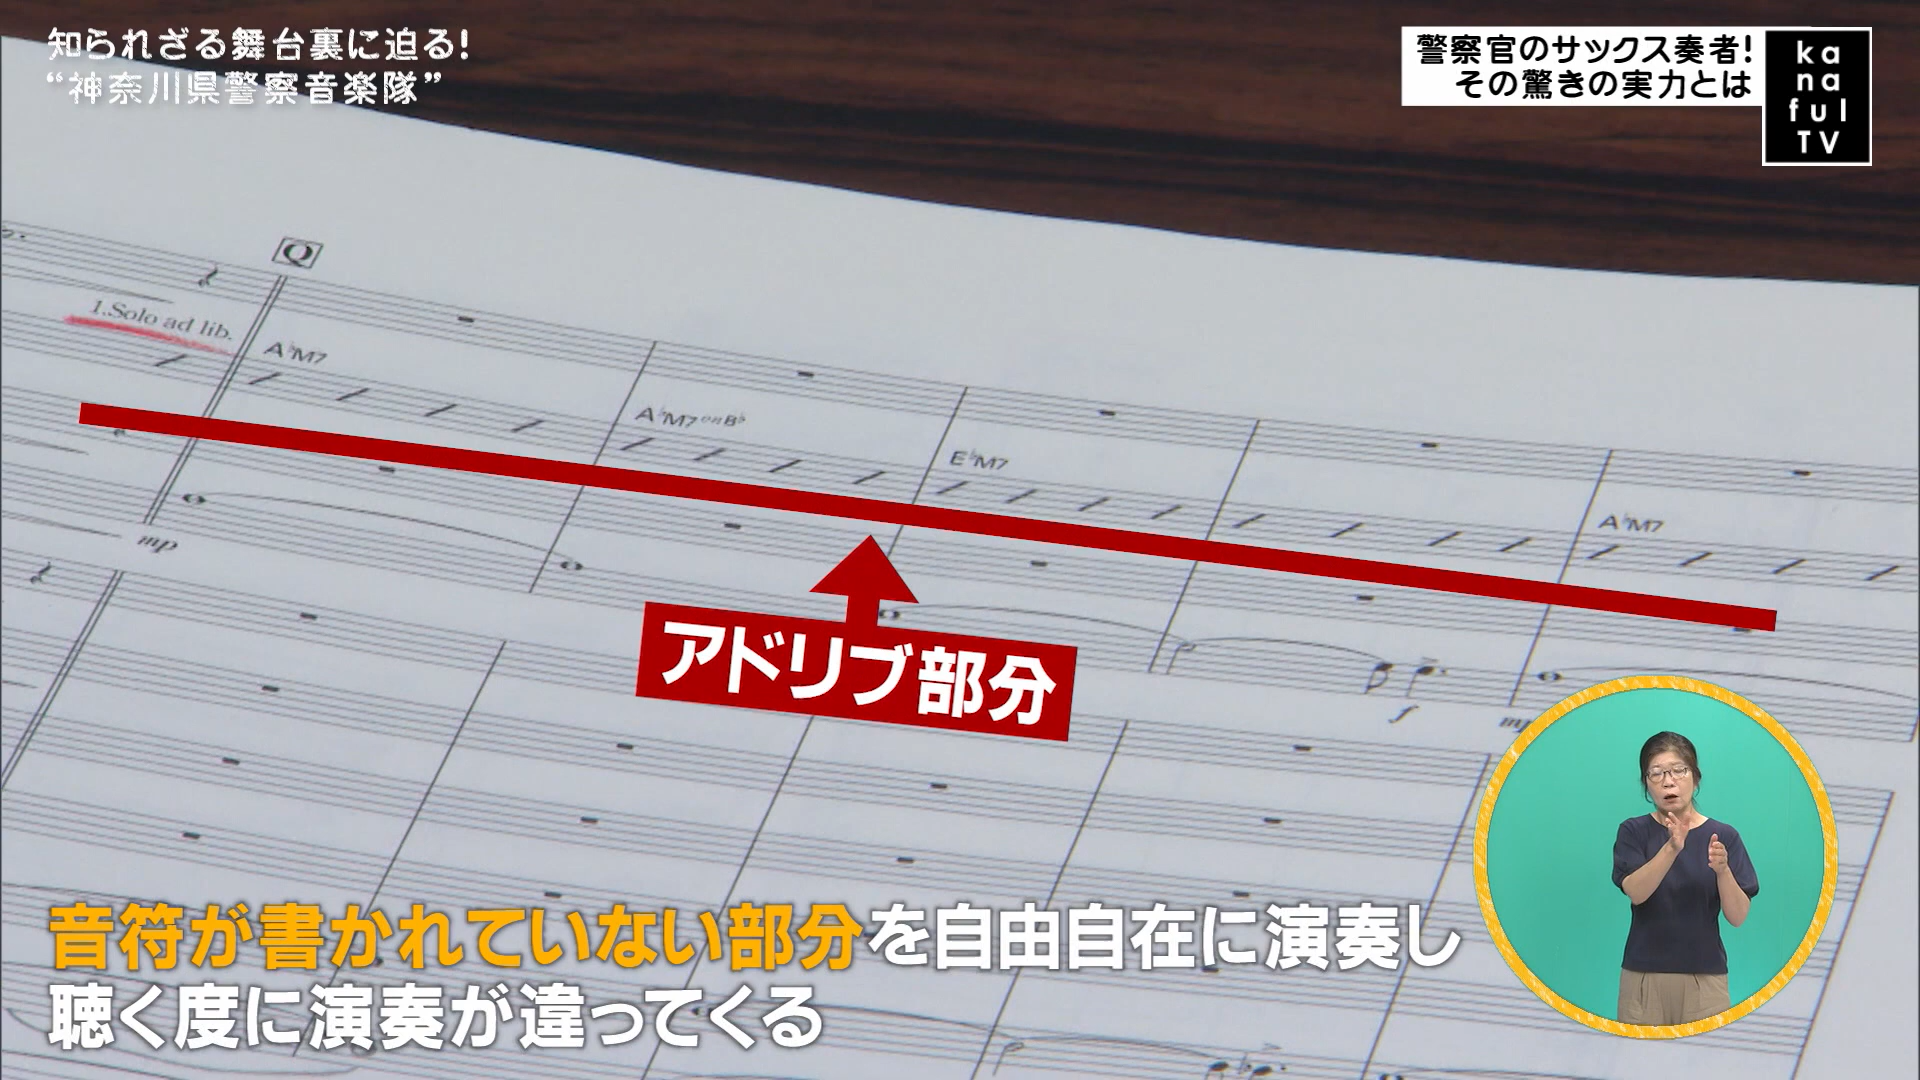 知られざる舞台裏に迫る!
“神奈川県警察音楽隊”
警察官のサックス奏者!
その驚きの実力とは
ka
na
ful
TV
Q
1.Solo ad lib.
A♭M7
A♭M7onB♭
E♭M7
A♭M7
mp
f
mp
アドリブ部分
音符が書かれていない部分を自由自在に演奏し
聴く度に演奏が違ってくる